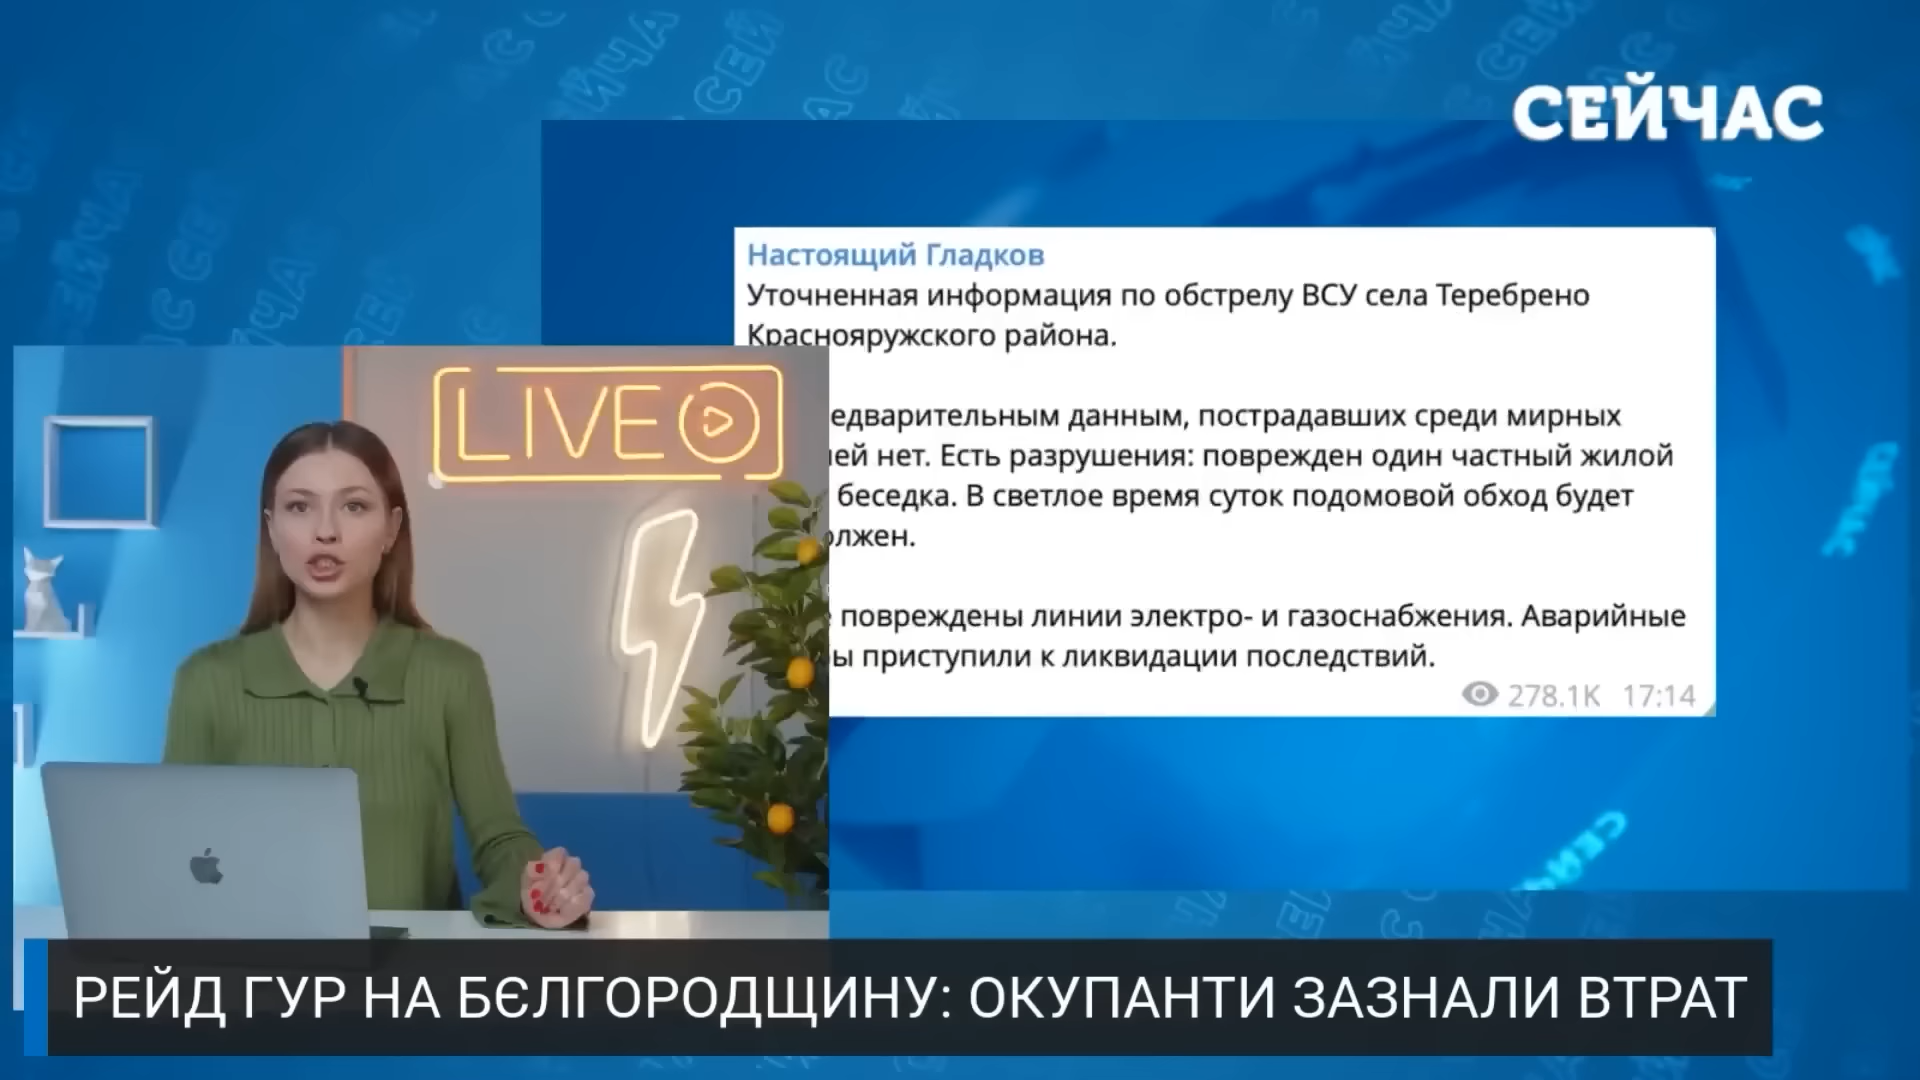 СЕЙЧАС
Настоящий Гладков
Уточненная информация по обстрелу ВСУ села Теребрено
Краснояружского района.
едварительным данным, пострадавших среди мирных
ей нет. Есть разрушения: поврежден один частный жилой
беседка. В светлое время суток подомовой обход будет
олжен.
повреждены линии электро- и газоснабжения. Аварийные
ы приступили к ликвидации последствий.
278.1K 17:14
LIVE
РЕЙД ГУР НА БЄЛГОРОДЩИНУ: ОКУПАНТИ ЗАЗНАЛИ ВТРАТ